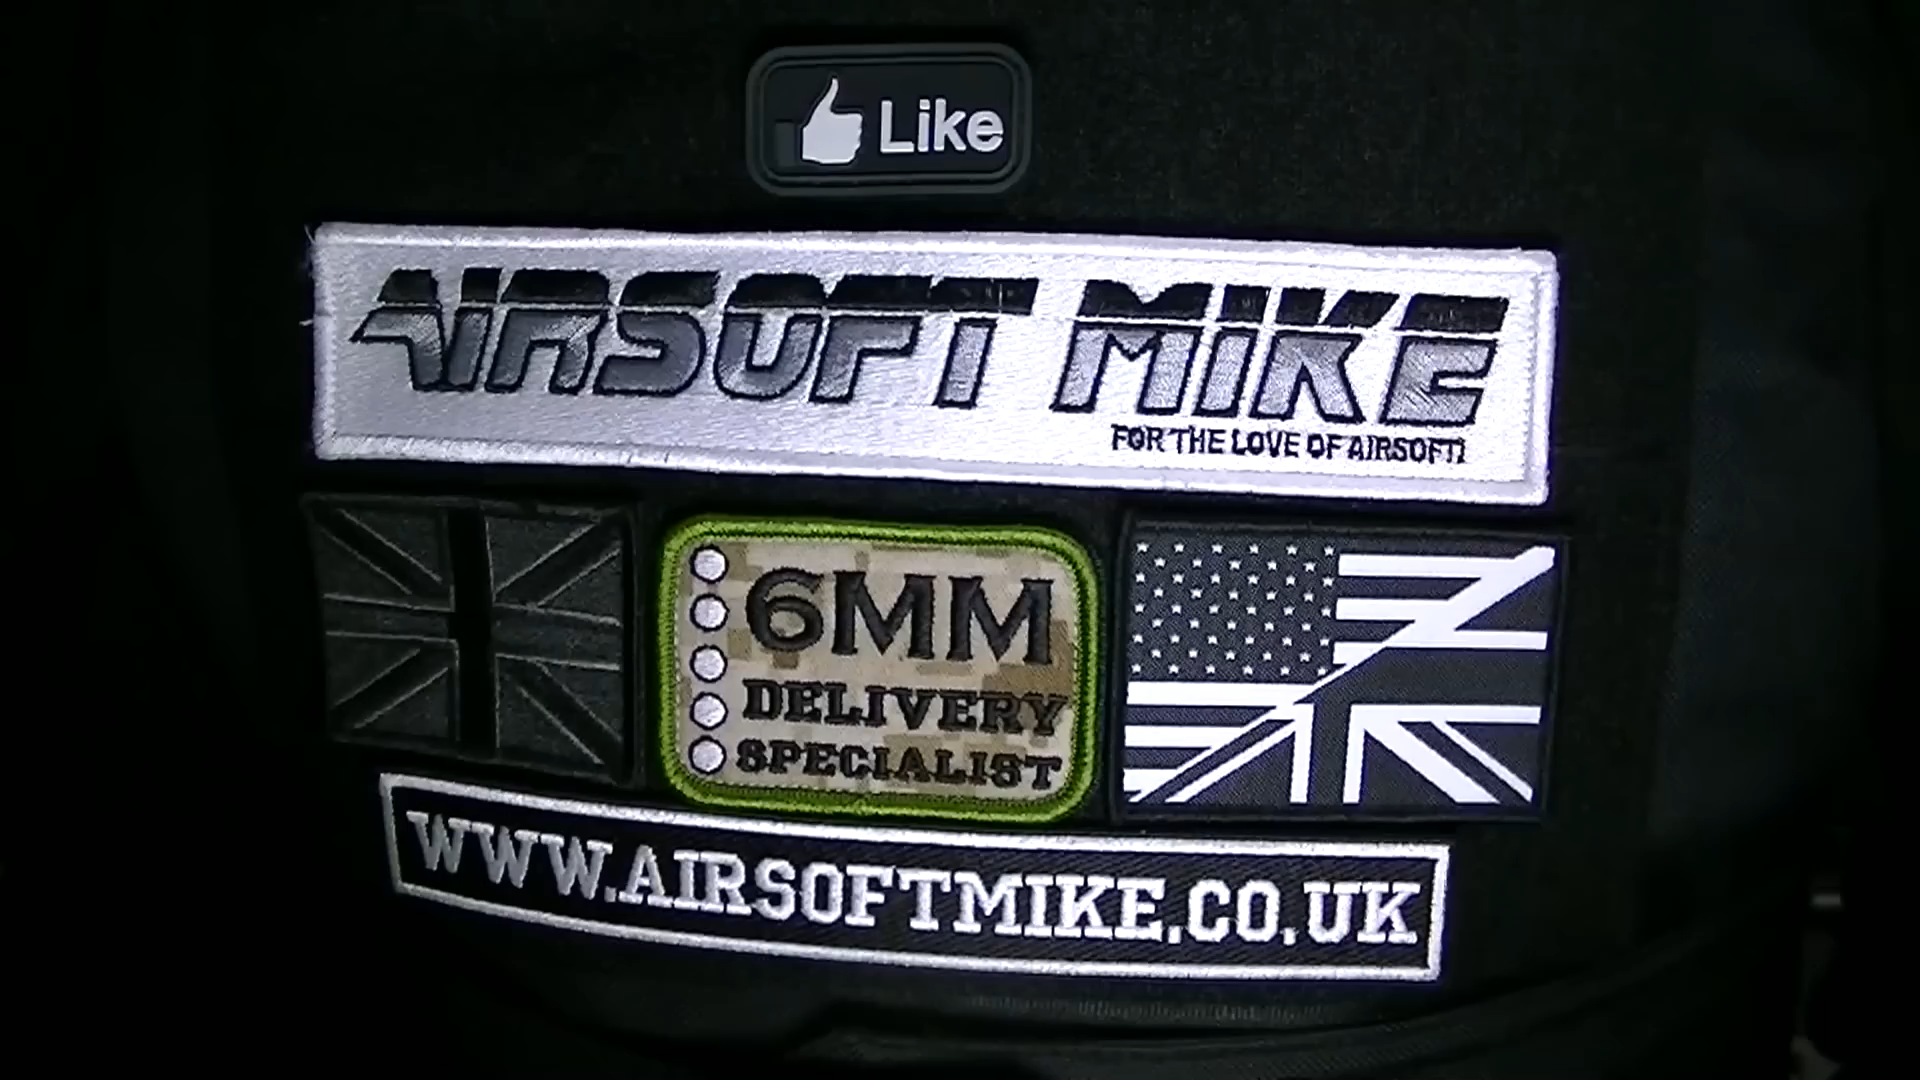 Like
AIRSOFT MIKE
FOR THE LOVE OF AIRSOFT!
6MM
DELIVERY
SPECIALIST
WWW.AIRSOFTMIKE.CO.UK